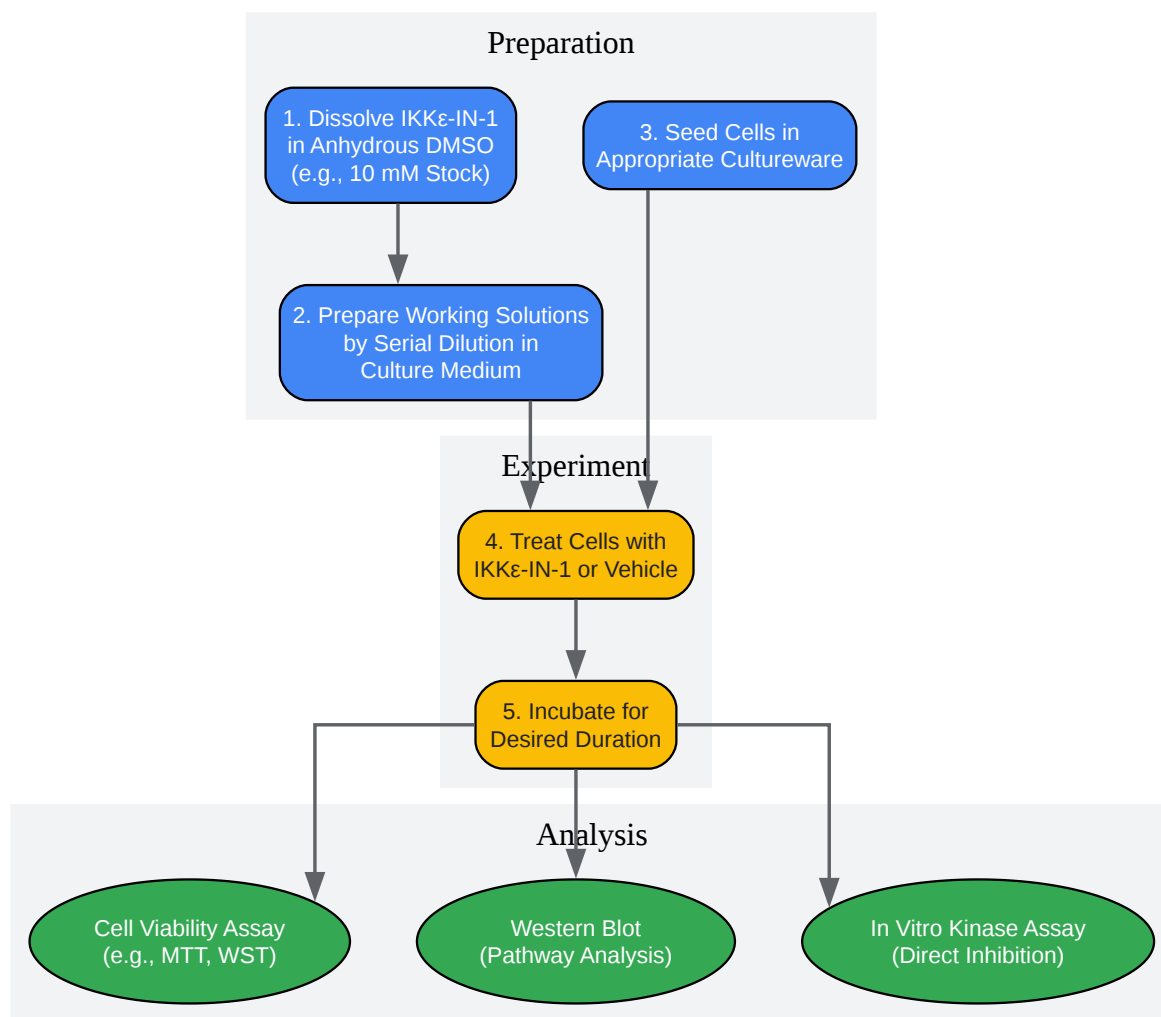 Preparation
1. Dissolve IKKε-IN-1
in Anhydrous DMSO
(e.g., 10 mM Stock)
3. Seed Cells in
Appropriate Cultureware
2. Prepare Working Solutions
by Serial Dilution in
Culture Medium
Experiment
4. Treat Cells with
IKKε-IN-1 or Vehicle
5. Incubate for
Desired Duration
Analysis
Cell Viability Assay
(e.g., MTT, WST)
Western Blot
(Pathway Analysis)
In Vitro Kinase Assay
(Direct Inhibition)